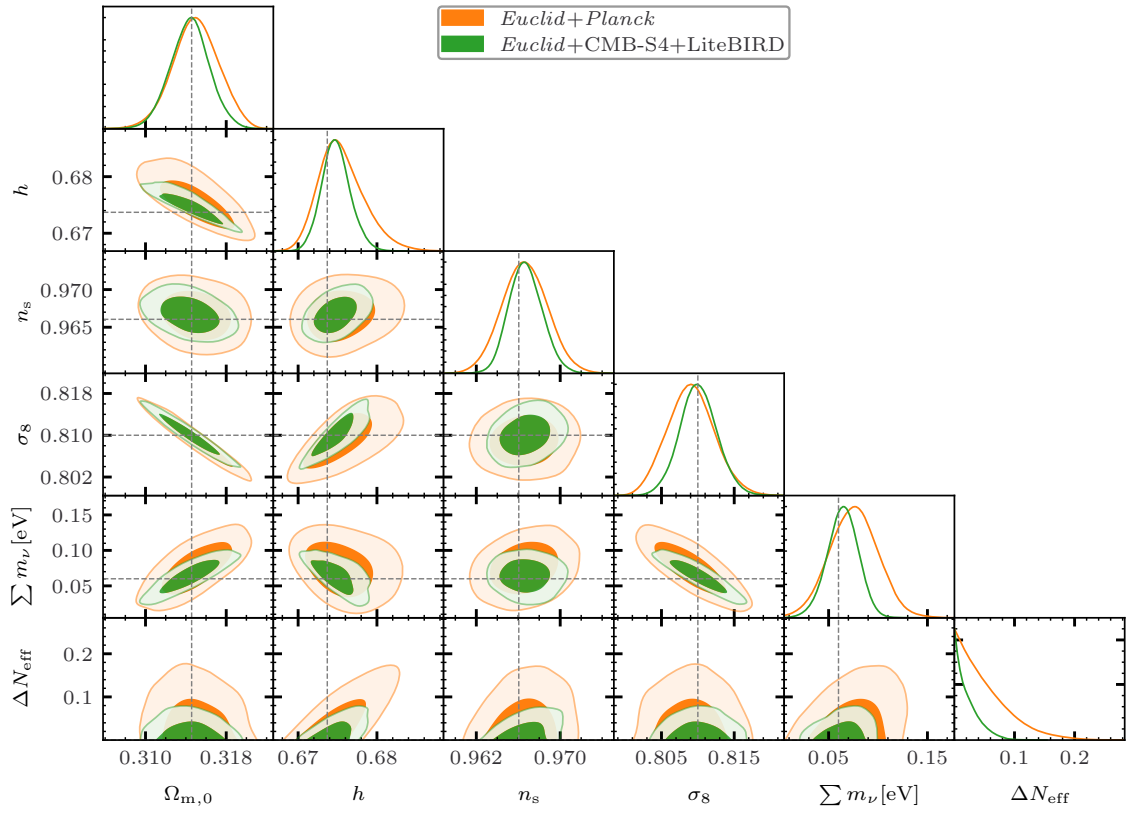 Euclid+Planck
Euclid+CMB-S4+LiteBIRD
0.68
0.67
h
0.970
0.965
n_s
0.818
0.810
0.802
σ_8
0.15
0.10
0.05
∑ m_ν [eV]
0.2
0.1
ΔN_eff
0.310 0.318 0.67 0.68 0.962 0.970 0.805 0.815 0.05 0.15 0.1 0.2
Ω_m,0 h n_s σ_8 ∑ m_ν [eV] ΔN_eff